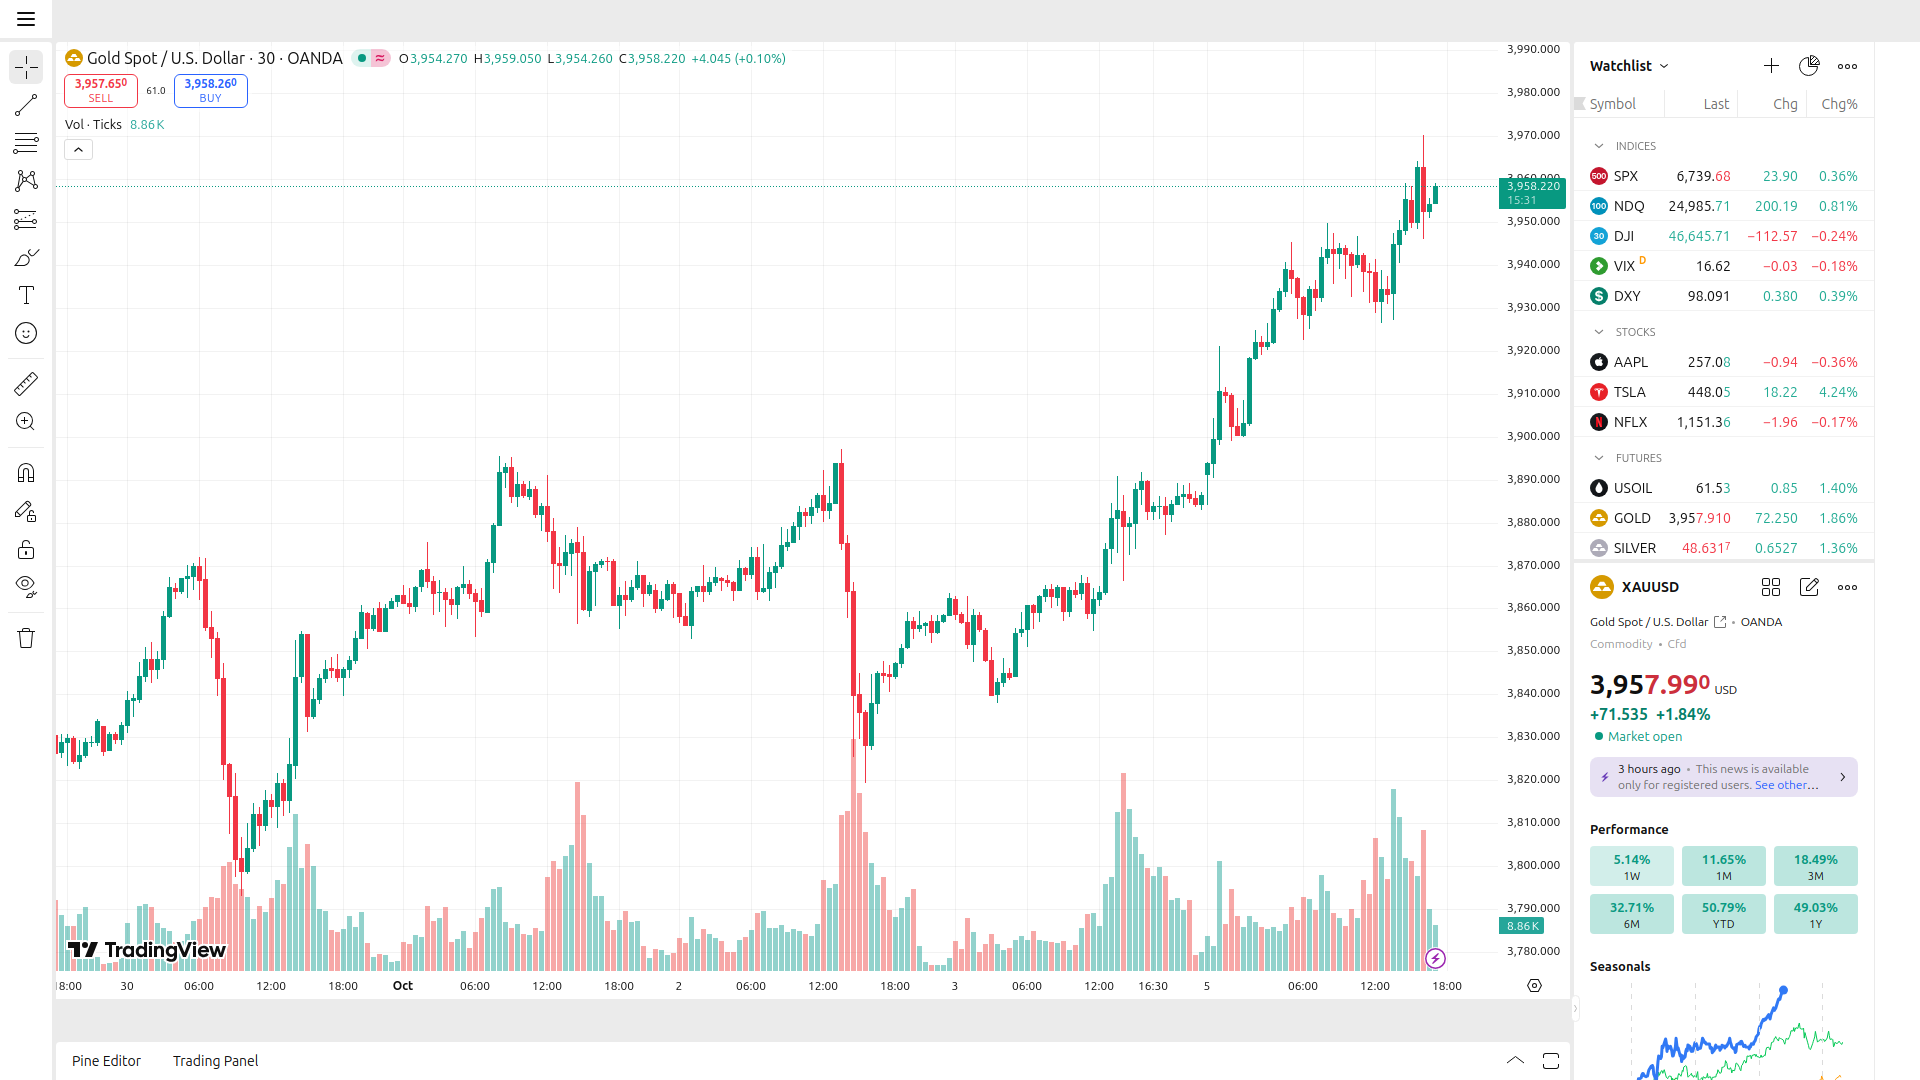 Gold Spot / U.S. Dollar · 30 · OANDA
≈
O3,954.270 H3,959.050 L3,954.260 C3,958.220 +4.045 (+0.10%)
3,957.650
SELL
61.0
3,958.260
BUY
Vol · Ticks 8.86 K
3,990.000
3,980.000
3,970.000
3,960.000
3,958.220
15:31
3,950.000
3,940.000
3,930.000
3,920.000
3,910.000
3,900.000
3,890.000
3,880.000
3,870.000
3,860.000
3,850.000
3,840.000
3,830.000
3,820.000
3,810.000
3,800.000
3,790.000
8.86 K
3,780.000
TradingView
18:00 30 06:00 12:00 18:00 Oct 06:00 12:00 18:00 2 06:00 12:00 18:00 3 06:00 12:00 16:30 5 06:00 12:00 18:00
Pine Editor Trading Panel
Watchlist
Symbol Last Chg Chg%
INDICES
500 SPX 6,739.68 23.90 0.36%
100 NDQ 24,985.71 200.19 0.81%
30 DJI 46,645.71 −112.57 −0.24%
VIX D 16.62 −0.03 −0.18%
$ DXY 98.091 0.380 0.39%
STOCKS
AAPL 257.08 −0.94 −0.36%
TSLA 448.05 18.22 4.24%
N NFLX 1,151.36 −1.96 −0.17%
FUTURES
USOIL 61.53 0.85 1.40%
GOLD 3,957.910 72.250 1.86%
SILVER 48.6317 0.6527 1.36%
XAUUSD
Gold Spot / U.S. Dollar • OANDA
Commodity • Cfd
3,957.990 USD
+71.535 +1.84%
Market open
3 hours ago • This news is available
only for registered users. See other...
Performance
5.14% 11.65% 18.49%
1W 1M 3M
32.71% 50.79% 49.03%
6M YTD 1Y
Seasonals